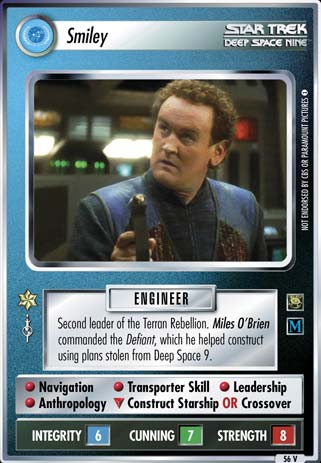 Smiley
STAR TREK
DEEP SPACE NINE
NOT ENDORSED BY CBS OR PARAMOUNT PICTURES
ENGINEER
Second leader of the Terran Rebellion. Miles O'Brien
commanded the Defiant, which he helped construct
using plans stolen from Deep Space 9.
M
Navigation Transporter Skill Leadership
Anthropology Construct Starship OR Crossover
INTEGRITY 6 CUNNING 7 STRENGTH 8
56 V